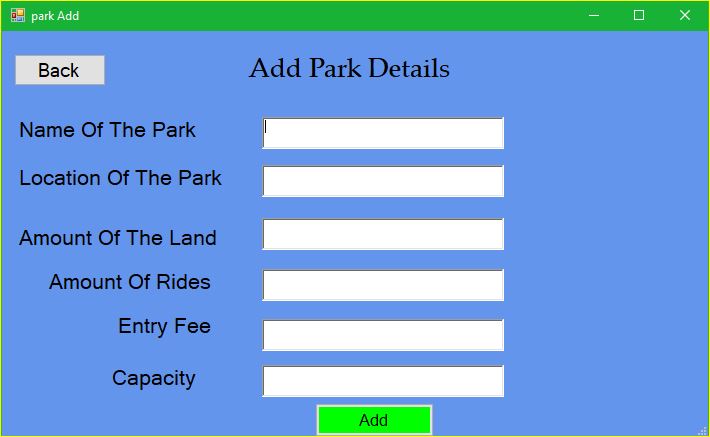 park Add
Back
Add Park Details
Name Of The Park
Location Of The Park
Amount Of The Land
Amount Of Rides
Entry Fee
Capacity
Add